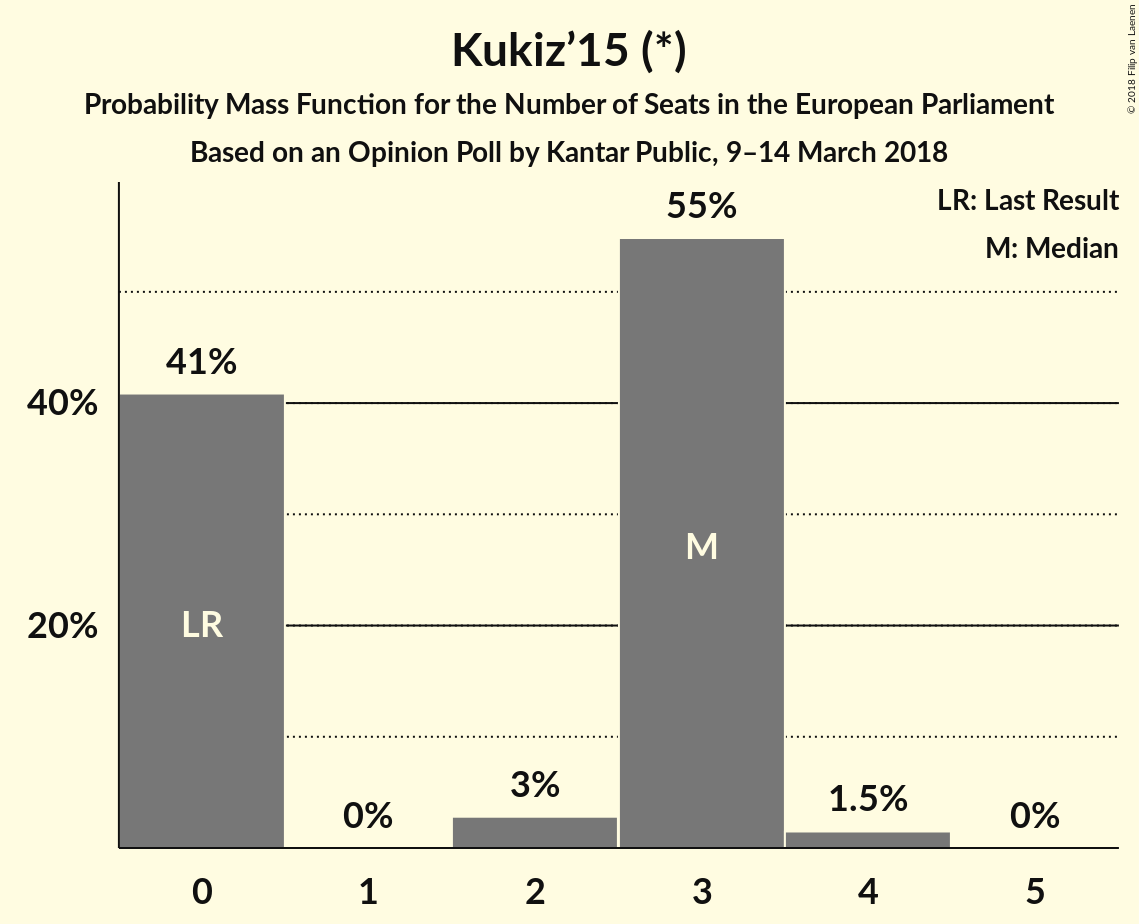 Kukiz’15 (*)
Probability Mass Function for the Number of Seats in the European Parliament
Based on an Opinion Poll by Kantar Public, 9–14 March 2018
© 2018 Filip van Laenen
LR: Last Result
M: Median
55%
41%
40%
M
LR
20%
3%
1.5%
0%
0%
0 1 2 3 4 5